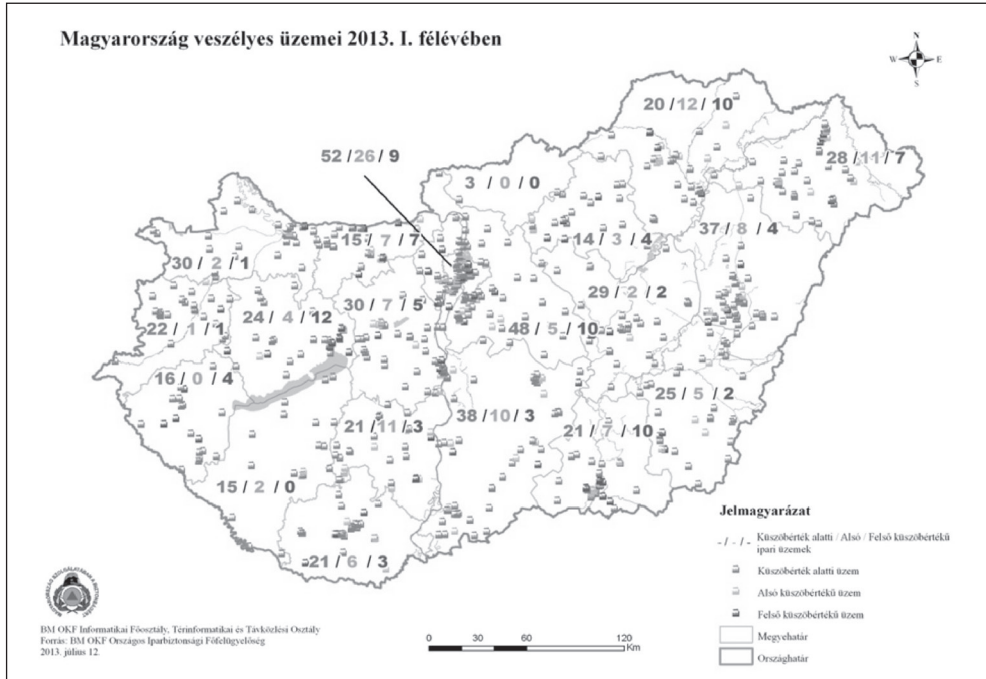 Magyarország veszélyes üzemei 2013. I. félévében
N
W E
S
20 / 12 / 10
52 / 26 / 9
28 / 11 / 7
3 / 0 / 0
37 / 8 / 4
15 / 7 / 7
14 / 3 / 4
30 / 2 / 1
29 / 2 / 2
30 / 7 / 5
24 / 4 / 12
22 / 1 / 1
48 / 5 / 10
16 / 0 / 4
25 / 5 / 2
38 / 10 / 3
21 / 11 / 3
21 / 7 / 10
15 / 2 / 0
21 / 6 / 3
Jelmagyarázat
- / - / - Küszöbérték alatti / Alsó / Felső küszöbértékű
ipari üzemek
Küszöbérték alatti üzem
Alsó küszöbértékű üzem
Felső küszöbértékű üzem
Megyehatár
Országhatár
BM OKF Informatikai Főosztály, Térinformatikai és Távközlési Osztály
Forrás: BM OKF Országos Iparbiztonsági Főfelügyelőség
2013. július 12.
0 30 60 120
Km